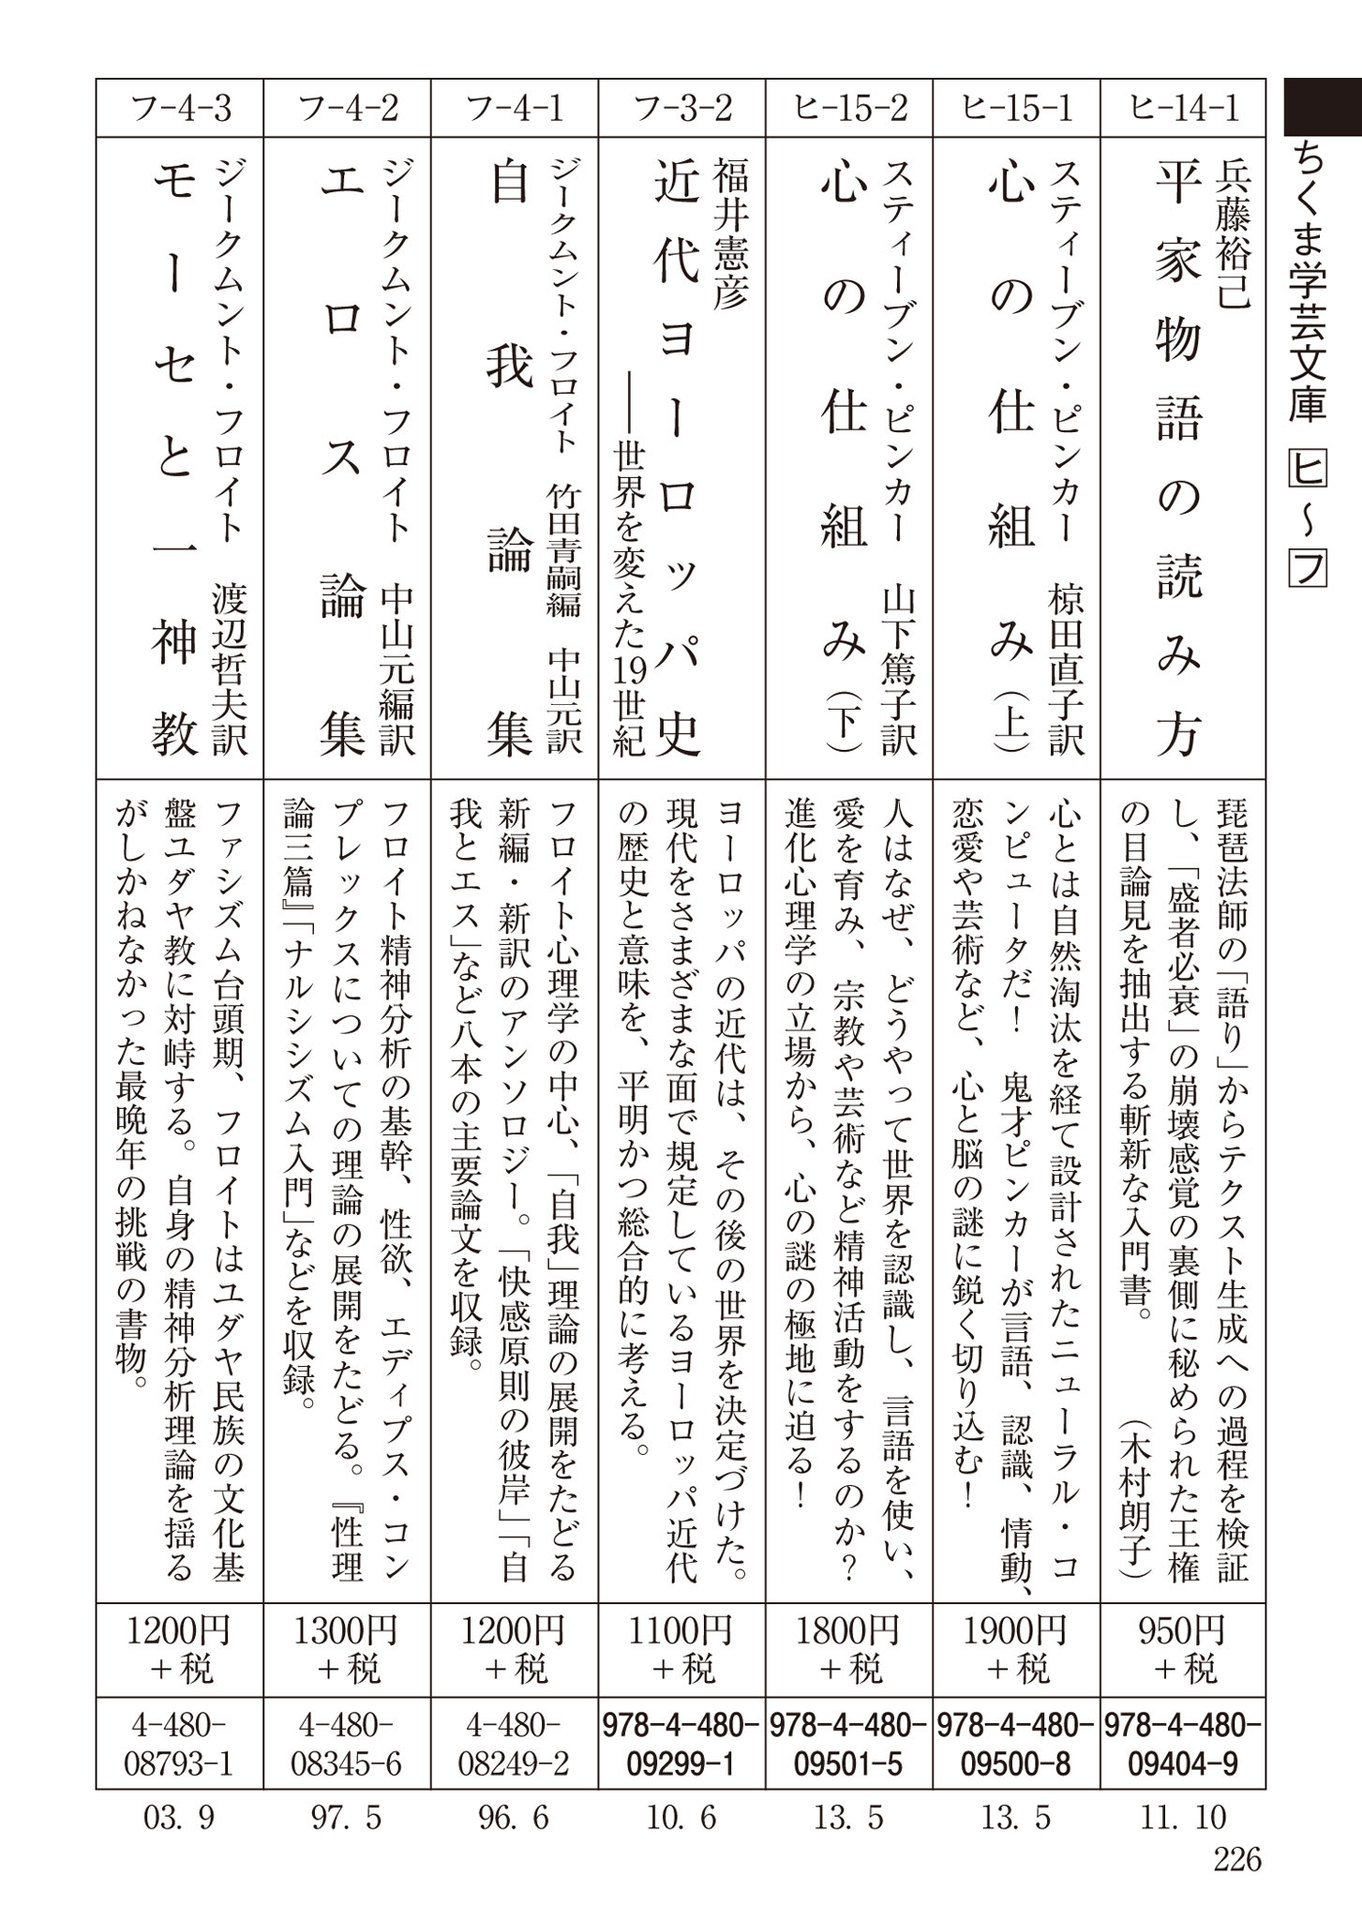 ちくま学芸文庫 ヒ～フ
ヒ-14-1
兵藤裕己
平家物語の読み方
琵琶法師の「語り」からテクスト生成への過程を検証
し、「盛者必衰」の崩壊感覚の裏側に秘められた王権
の目論見を抽出する斬新な入門書。（木村朗子）
950円
＋税
978-4-480-
09404-9
11. 10
ヒ-15-1
スティーブン・ピンカー 椋田直子訳
心の仕組み（上）
心とは自然淘汰を経て設計されたニューラル・コ
ンピュータだ！ 鬼才ピンカーが言語、認識、情動、
恋愛や芸術など、心と脳の謎に鋭く切り込む！
1900円
＋税
978-4-480-
09500-8
13. 5
ヒ-15-2
スティーブン・ピンカー 山下篤子訳
心の仕組み（下）
人はなぜ、どうやって世界を認識し、言語を使い、
愛を育み、宗教や芸術など精神活動をするのか？
進化心理学の立場から、心の謎の極地に迫る！
1800円
＋税
978-4-480-
09501-5
13. 5
フ-3-2
福井憲彦
近代ヨーロッパ史
――世界を変えた19世紀
ヨーロッパの近代は、その後の世界を決定づけた。
現代をさまざまな面で規定しているヨーロッパ近代
の歴史と意味を、平明かつ総合的に考える。
1100円
＋税
978-4-480-
09299-1
10. 6
フ-4-1
ジークムント・フロイト 竹田青嗣編 中山元訳
自我論集
フロイト心理学の中心、「自我」理論の展開をたどる
新編・新訳のアンソロジー。「快感原則の彼岸」「自
我とエス」など八本の主要論文を収録。
1200円
＋税
4-480-
08249-2
96. 6
フ-4-2
ジークムント・フロイト 中山元編訳
エロス論集
フロイト精神分析の基幹、性欲、エディプス・コン
プレックスについての理論の展開をたどる。『性理
論三篇』「ナルシシズム入門」などを収録。
1300円
＋税
4-480-
08345-6
97. 5
フ-4-3
ジークムント・フロイト 渡辺哲夫訳
モーセと一神教
ファシズム台頭期、フロイトはユダヤ民族の文化基
盤ユダヤ教に対峙する。自身の精神分析理論を揺る
がしかねなかった最晩年の挑戦の書物。
1200円
＋税
4-480-
08793-1
03. 9
226